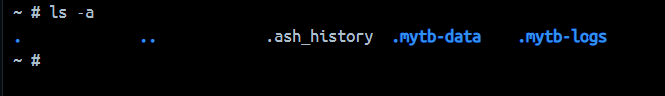 ~ # ls -a
. .. .ash_history .mytb-data .mytb-logs
~ #